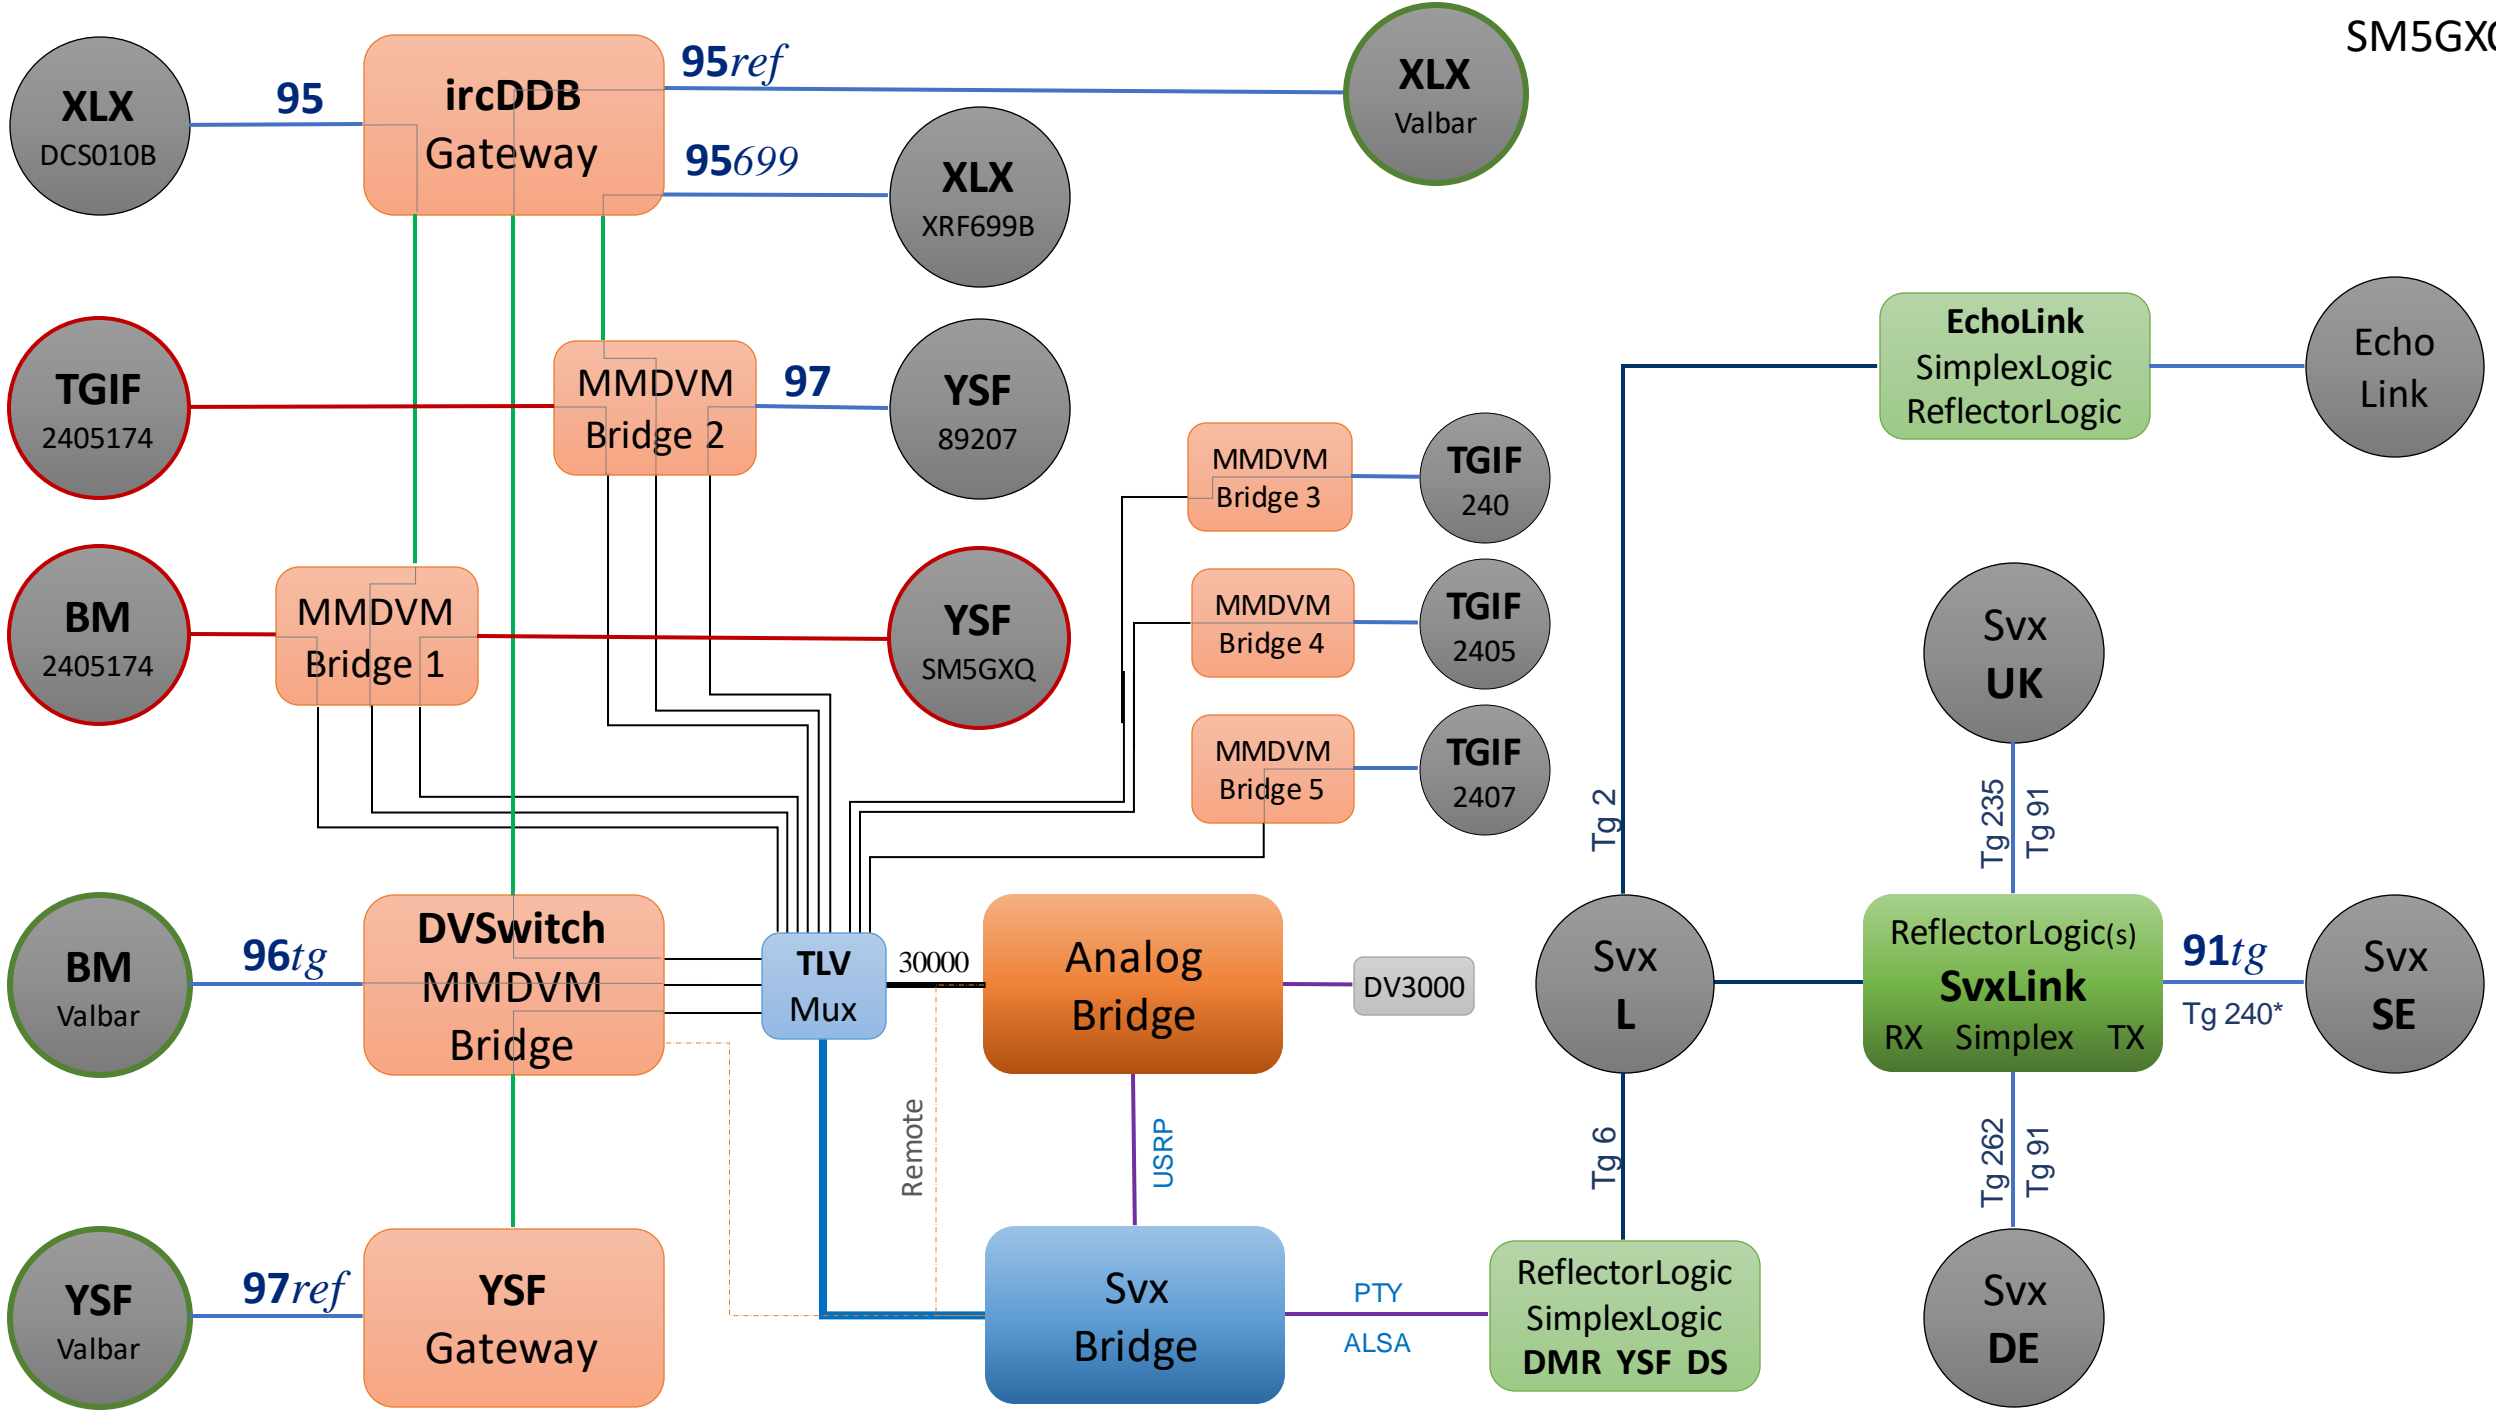 SM5GXQ
XLX
DCS010B
95
ircDDB
Gateway
95ref
95699
XLX
Valbar
XLX
XRF699B
TGIF
2405174
MMDVM
Bridge 2
97
YSF
89207
EchoLink
SimplexLogic
ReflectorLogic
Echo
Link
MMDVM
Bridge 3
TGIF
240
BM
2405174
MMDVM
Bridge 1
YSF
SM5GXQ
MMDVM
Bridge 4
TGIF
2405
Svx
UK
MMDVM
Bridge 5
TGIF
2407
Tg 2
Tg 235
Tg 91
BM
Valbar
96tg
DVSwitch
MMDVM
Bridge
TLV
Mux
30000
Analog
Bridge
DV3000
Svx
L
ReflectorLogic(s)
SvxLink
RX Simplex TX
91tg
Tg 240*
Svx
SE
Remote
USRP
Tg 6
Tg 262
Tg 91
YSF
Valbar
97ref
YSF
Gateway
Svx
Bridge
PTY
ALSA
ReflectorLogic
SimplexLogic
DMR YSF DS
Svx
DE